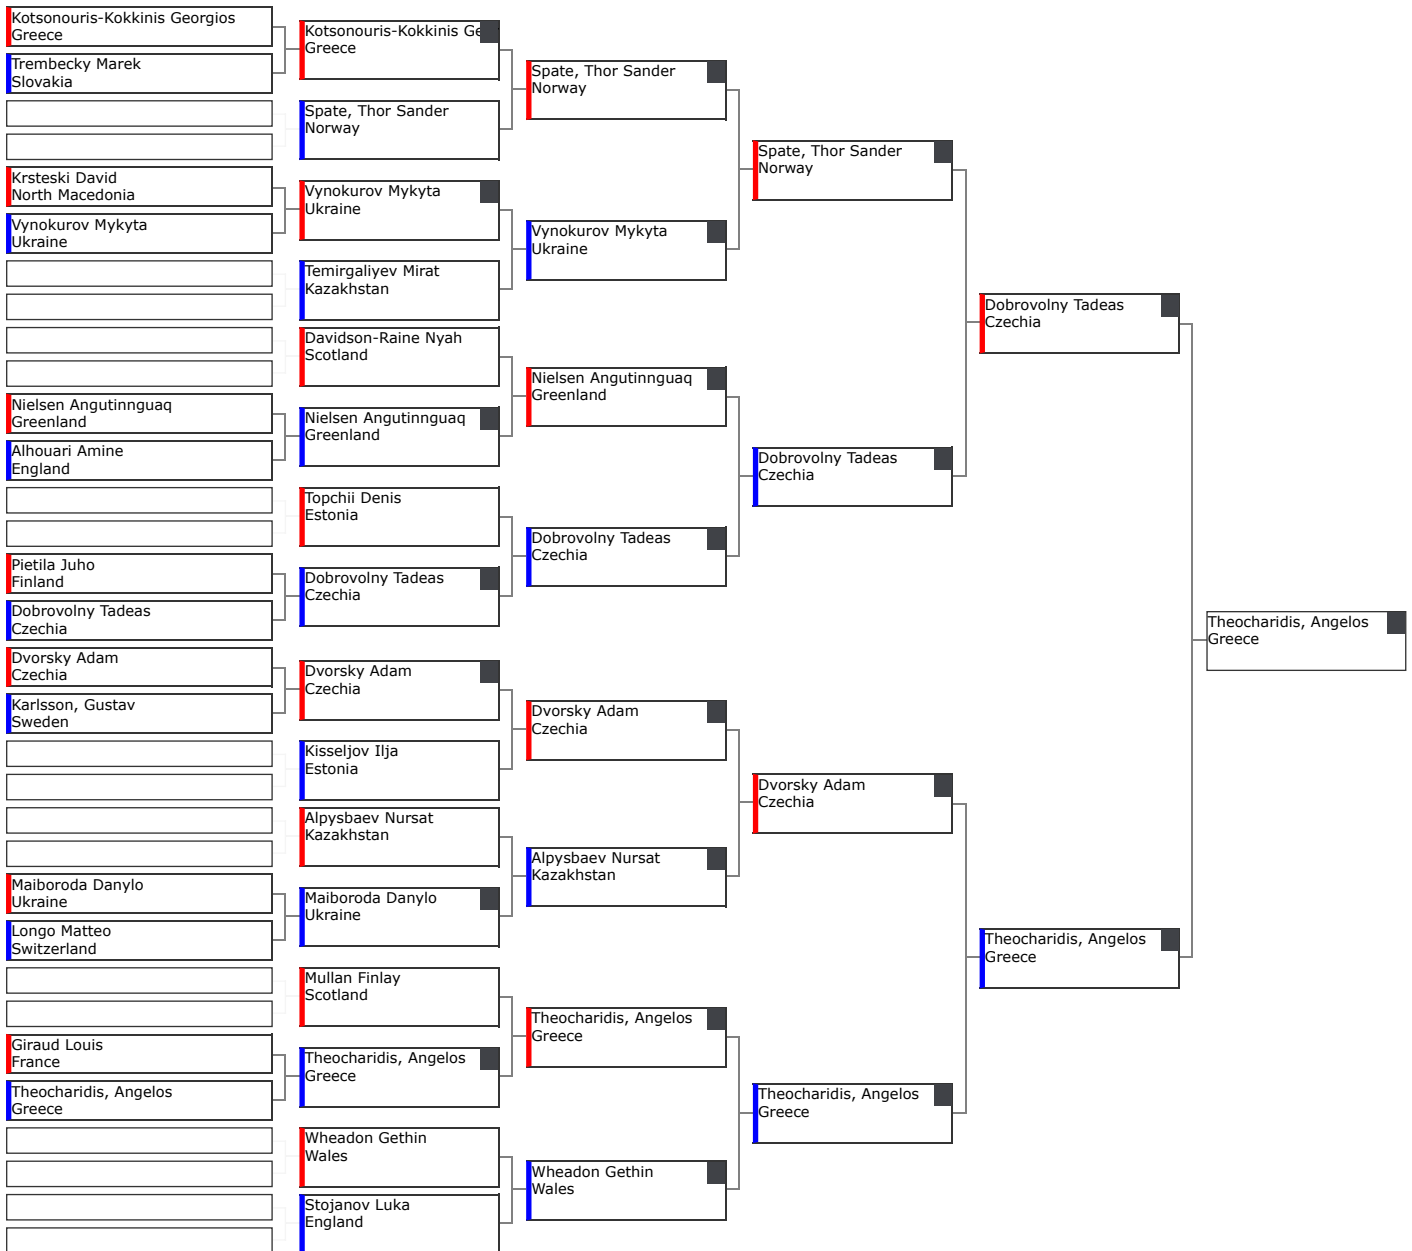 Kotsonouris-Kokkinis Georgios
Greece
Trembecky Marek
Slovakia
Krsteski David
North Macedonia
Vynokurov Mykyta
Ukraine
Nielsen Angutinnguaq
Greenland
Alhouari Amine
England
Pietila Juho
Finland
Dobrovolny Tadeas
Czechia
Dvorsky Adam
Czechia
Karlsson, Gustav
Sweden
Maiboroda Danylo
Ukraine
Longo Matteo
Switzerland
Giraud Louis
France
Theocharidis, Angelos
Greece
Kotsonouris-Kokkinis Ge
Greece
Spate, Thor Sander
Norway
Vynokurov Mykyta
Ukraine
Temirgaliyev Mirat
Kazakhstan
Davidson-Raine Nyah
Scotland
Nielsen Angutinnguaq
Greenland
Topchii Denis
Estonia
Dobrovolny Tadeas
Czechia
Dvorsky Adam
Czechia
Kisseljov Ilja
Estonia
Alpysbaev Nursat
Kazakhstan
Maiboroda Danylo
Ukraine
Mullan Finlay
Scotland
Theocharidis, Angelos
Greece
Wheadon Gethin
Wales
Stojanov Luka
England
Spate, Thor Sander
Norway
Vynokurov Mykyta
Ukraine
Nielsen Angutinnguaq
Greenland
Dobrovolny Tadeas
Czechia
Dvorsky Adam
Czechia
Alpysbaev Nursat
Kazakhstan
Theocharidis, Angelos
Greece
Wheadon Gethin
Wales
Spate, Thor Sander
Norway
Dobrovolny Tadeas
Czechia
Dvorsky Adam
Czechia
Theocharidis, Angelos
Greece
Dobrovolny Tadeas
Czechia
Theocharidis, Angelos
Greece
Theocharidis, Angelos
Greece